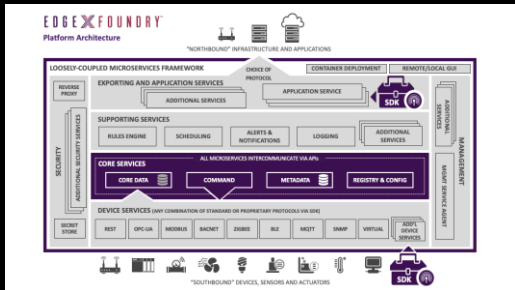 EDGE X FOUNDRY
Platform Architecture
"NORTHBOUND" INFRASTRUCTURE AND APPLICATIONS
LOOSELY-COUPLED MICROSERVICES FRAMEWORK
CHOICE OF
PROTOCOL
CONTAINER DEPLOYMENT
REMOTE/LOCAL GUI
REVERSE
PROXY
EXPORTING AND APPLICATION SERVICES
ADDITIONAL SERVICES
APPLICATION SERVICE
SDK
SUPPORTING SERVICES
RULES ENGINE
SCHEDULING
ALERTS &
NOTIFICATIONS
LOGGING
ADDITIONAL
SERVICES
SECURITY
ADDITIONAL SECURITY SERVICES
ADDITIONAL
SERVICES
MANAGEMENT
MGMT SERVICE AGENT
ALL MICROSERVICES INTERCOMMUNICATE VIA APIs
CORE SERVICES
CORE DATA
COMMAND
METADATA
REGISTRY & CONFIG
DEVICE SERVICES (ANY COMBINATION OF STANDARD OR PROPRIETARY PROTOCOLS VIA SDK)
SECRET
STORE
REST
OPC-UA
MODBUS
BACNET
ZIGBEE
BLE
MQTT
SNMP
VIRTUAL
ADD'L
DEVICE
SERVICES
SDK
"SOUTHBOUND" DEVICES, SENSORS AND ACTUATORS